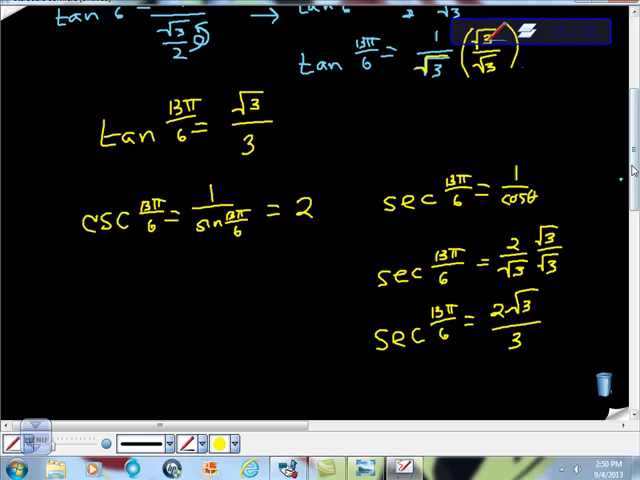 tan 13π/6 = 1/√3 (√3/√3)
tan 13π/6 = √3/3
csc 13π/6 = 1/sin 13π/6 = 2
sec 13π/6 = 1/cosθ
sec 13π/6 = 2/√3 √3/√3
sec 13π/6 = 2√3/3
MENU
2:50 PM
9/4/2013